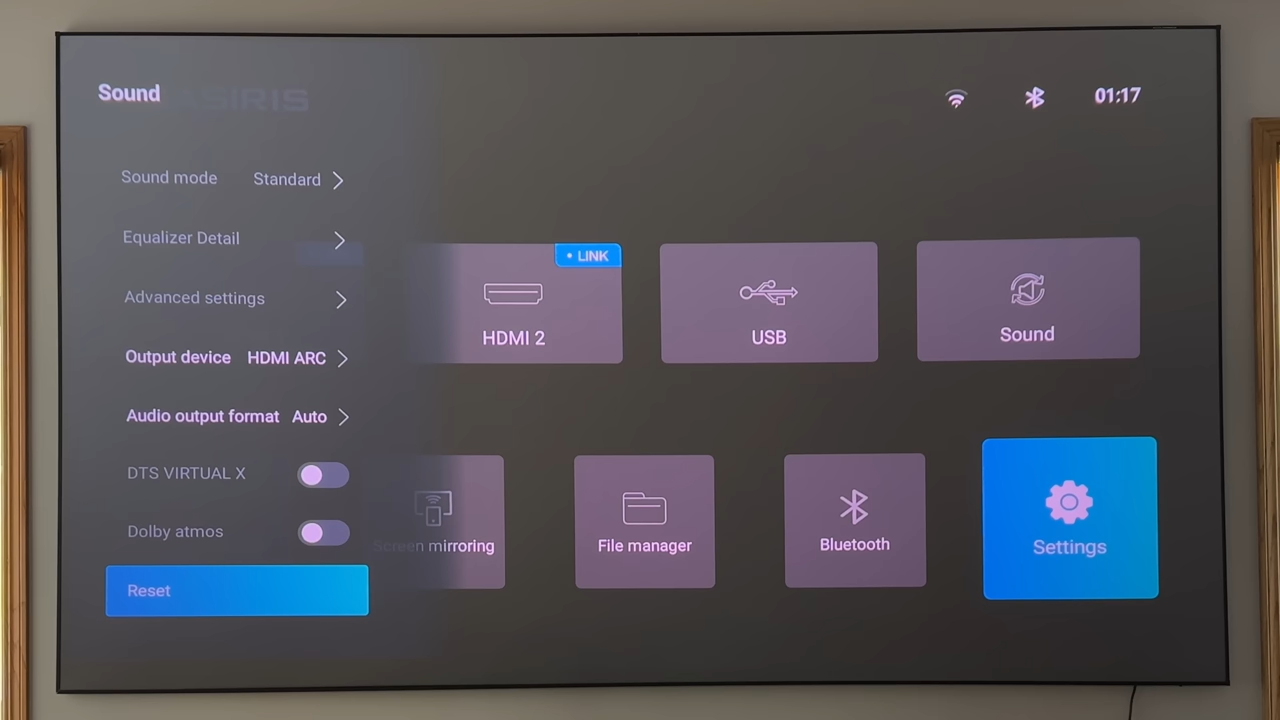 Sound
01:17
Sound mode Standard
Equalizer Detail
Advanced settings
Output device HDMI ARC
Audio output format Auto
DTS VIRTUAL X
Dolby atmos
Reset
• LINK
HDMI 2
USB
Sound
Screen mirroring
File manager
Bluetooth
Settings